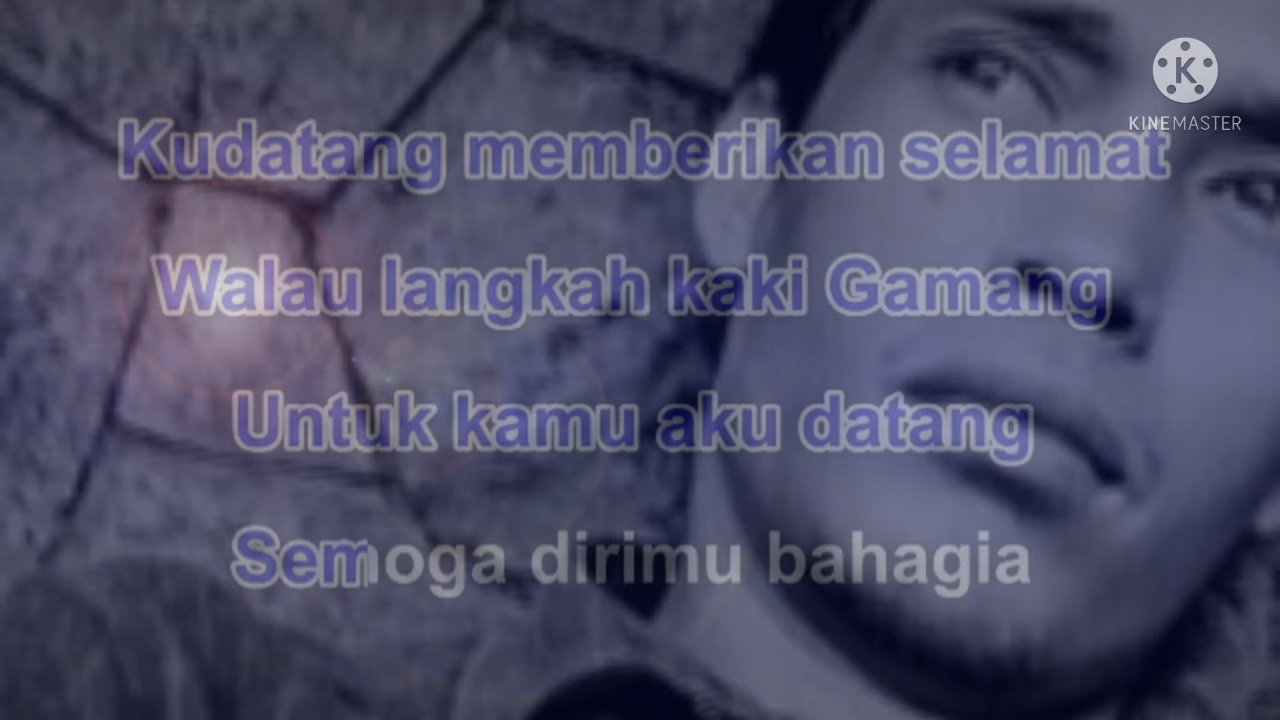 KINEMASTER
Kudatang memberikan selamat
Walau langkah kaki Gamang
Untuk kamu aku datang
Semoga dirimu bahagia